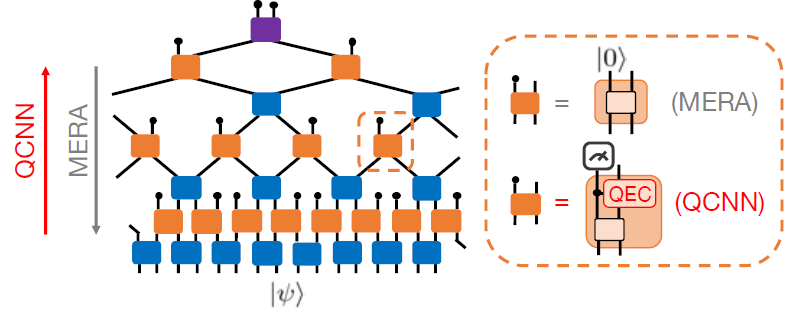 QCNN
MERA
|ψ⟩
|0⟩
= (MERA)
QEC
= (QCNN)